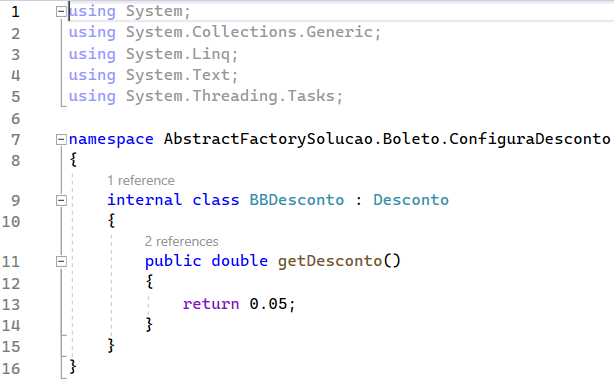 1 using System;
2 using System.Collections.Generic;
3 using System.Linq;
4 using System.Text;
5 using System.Threading.Tasks;
6
7 namespace AbstractFactorySolucao.Boleto.ConfiguraDesconto
8 {
1 reference
9 internal class BBDesconto : Desconto
10 {
2 references
11 public double getDesconto()
12 {
13 return 0.05;
14 }
15 }
16 }